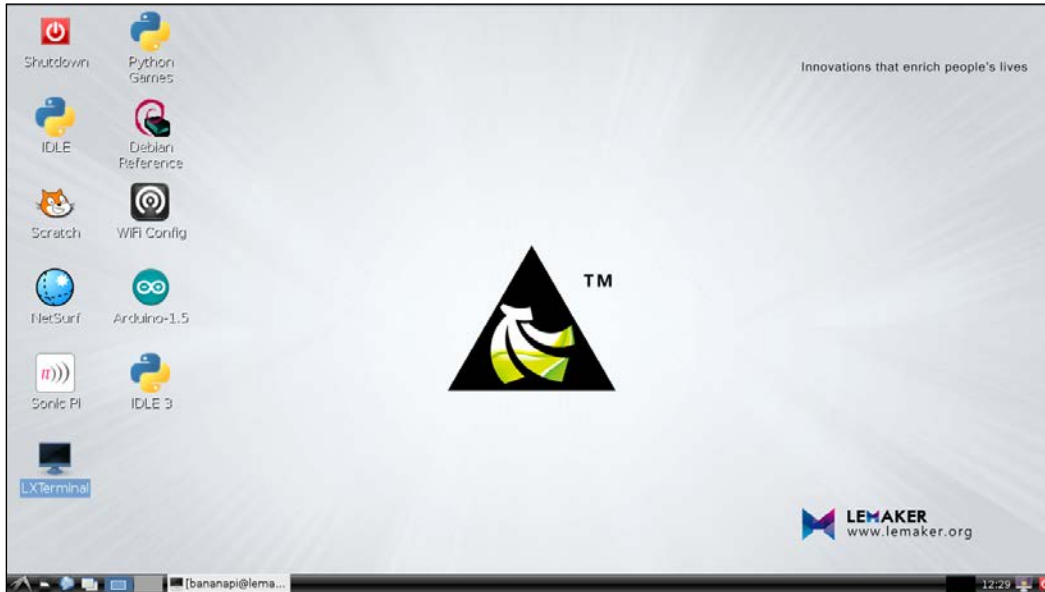 Shutdown
Python
Games
Innovations that enrich people's lives
IDLE
Debian
Reference
Scratch
WiFi Config
TM
NetSurf
Arduino-1.5
π)))
Sonic Pi
IDLE 3
LXTerminal
LEMAKER
www.lemaker.org
[bananapi@lema...
12:29